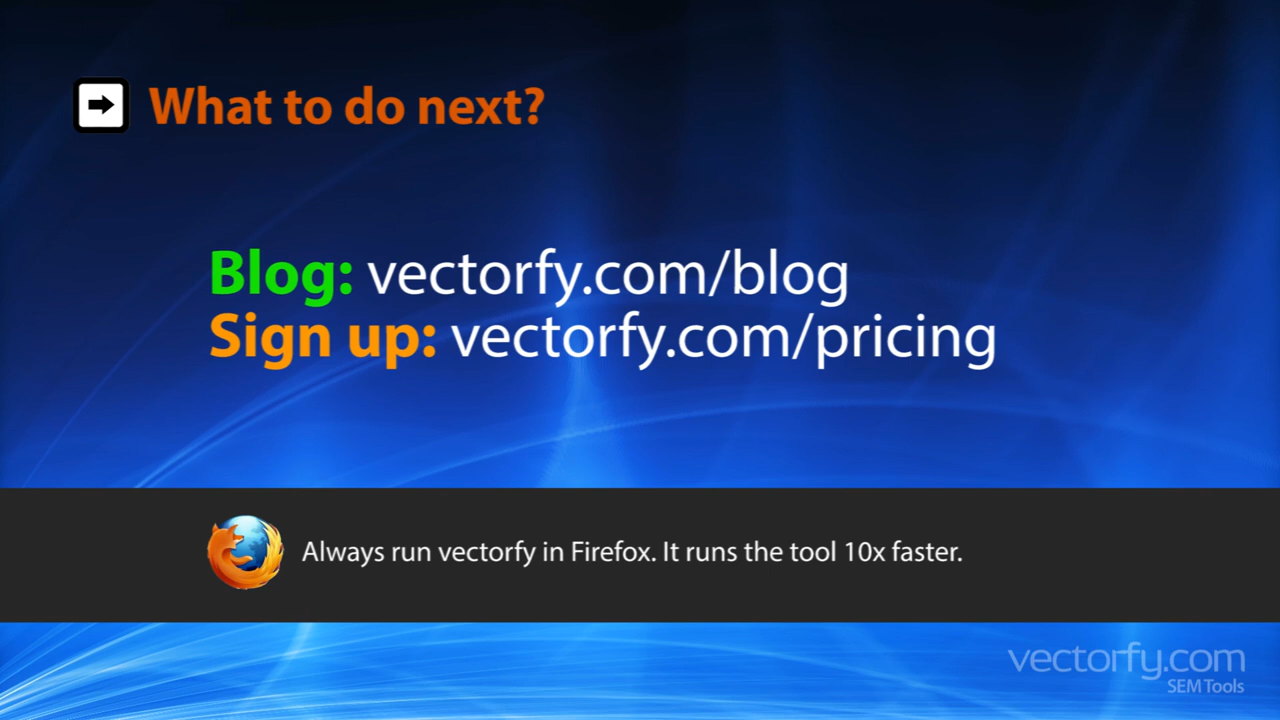 What to do next?
Blog: vectorfy.com/blog
Sign up: vectorfy.com/pricing
Always run vectorfy in Firefox. It runs the tool 10x faster.
vectorfy.com
SEM Tools